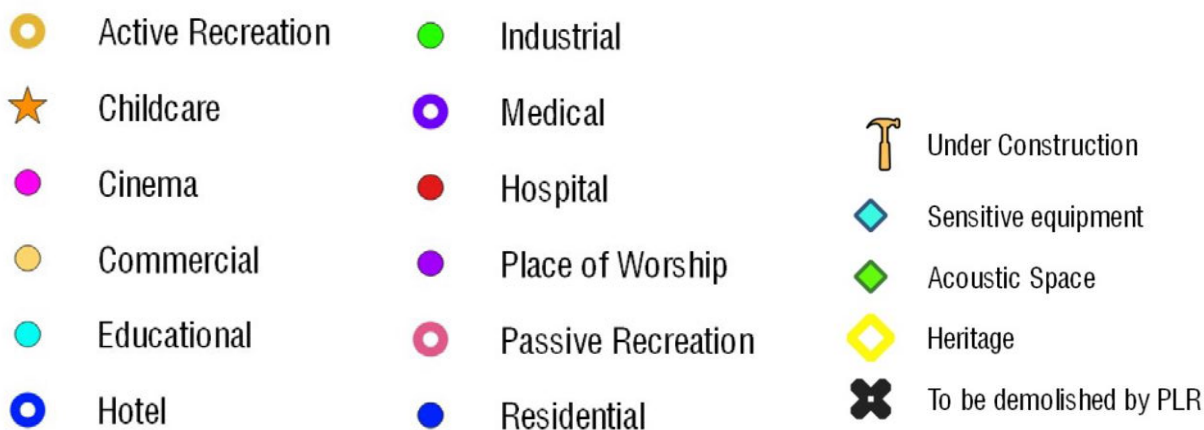 Active Recreation
Childcare
Cinema
Commercial
Educational
Hotel
Industrial
Medical
Hospital
Place of Worship
Passive Recreation
Residential
Under Construction
Sensitive equipment
Acoustic Space
Heritage
To be demolished by PLR